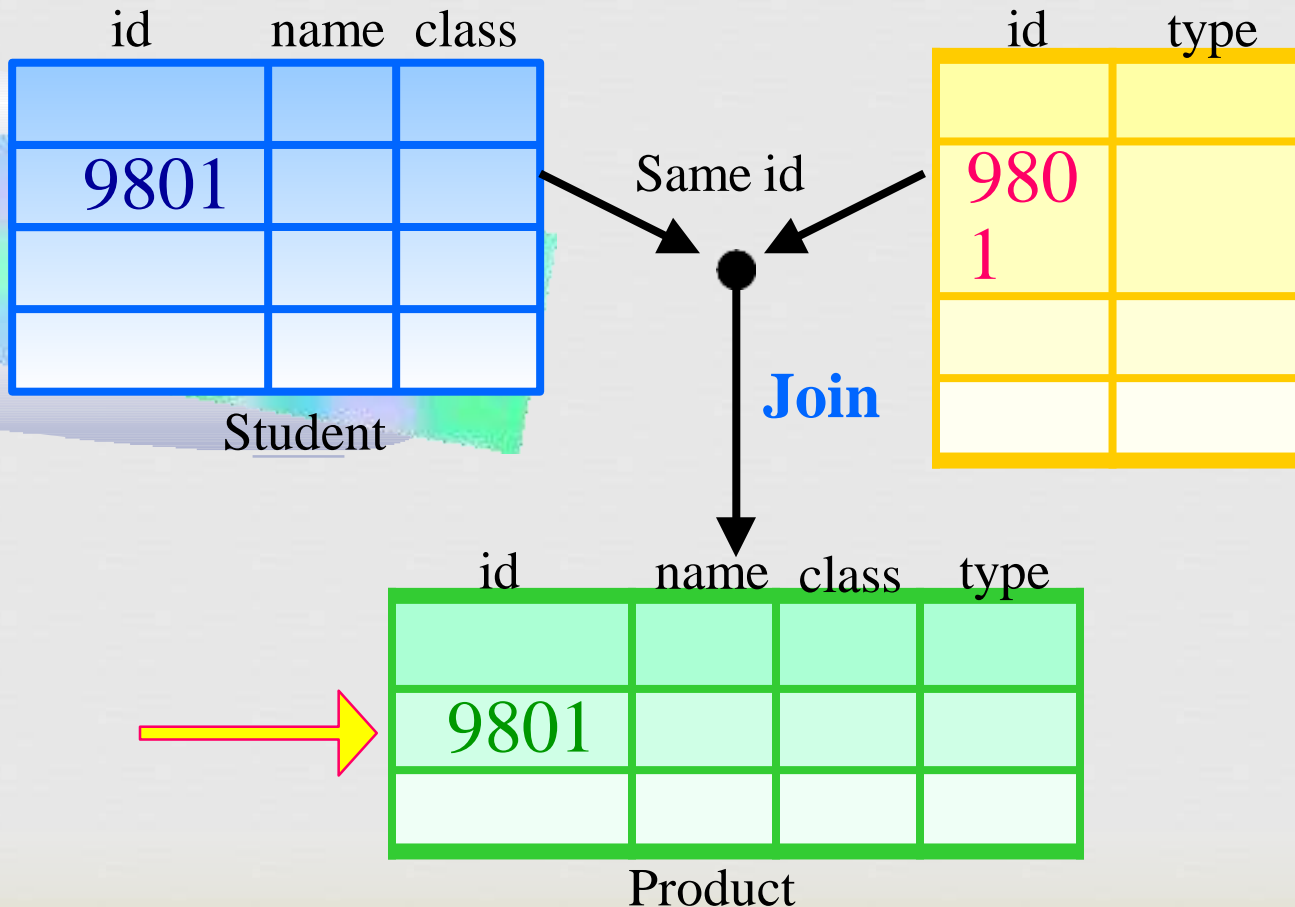 id name class
id type
9801
Same id
980
1
Join
Student
id name class type
9801
Product